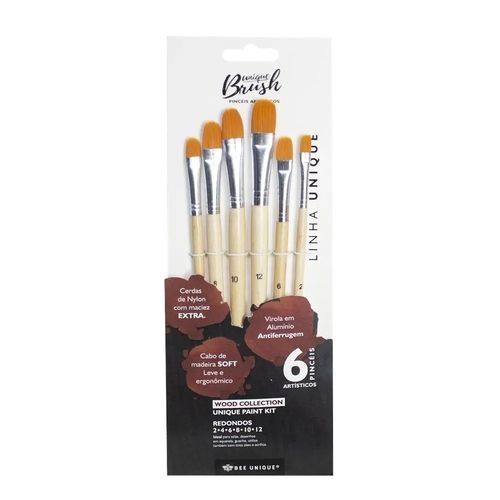 unique
Brush
PINCÉIS ARTÍSTICOS
LINHA UNIQUE
6
10
12
6
2
Cerdas
de Nylon
com maciez
EXTRA.
Virola em
Alumínio
Antiferrugem
Cabo de
madeira SOFT
Leve e
ergonômico
6
PINCÉIS
ARTÍSTICOS
WOOD COLLECTION
UNIQUE PAINT KIT
REDONDOS
2•4•6•8•10•12
BEE UNIQUE®